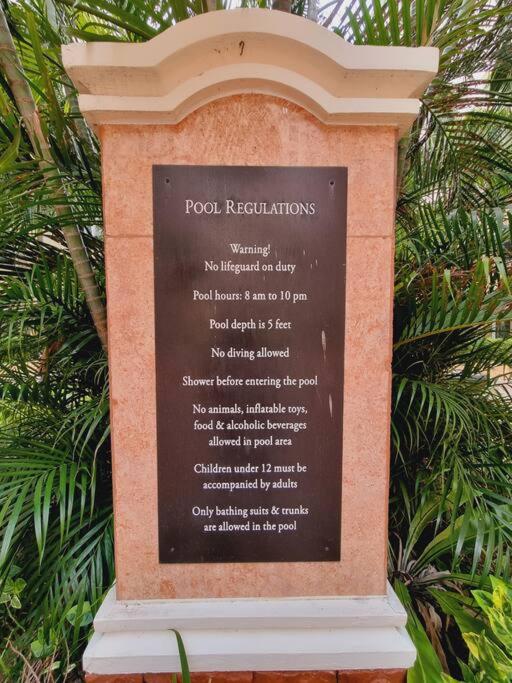 POOL REGULATIONS
Warning!
No lifeguard on duty
Pool hours: 8 am to 10 pm
Pool depth is 5 feet
No diving allowed
Shower before entering the pool
No animals, inflatable toys,
food & alcoholic beverages
allowed in pool area
Children under 12 must be
accompanied by adults
Only bathing suits & trunks
are allowed in the pool